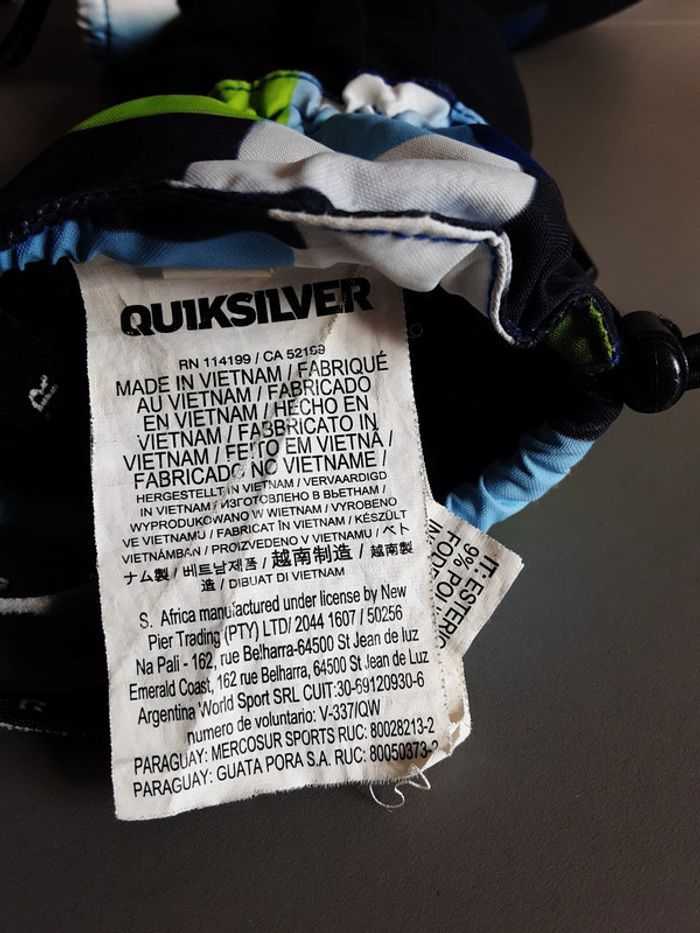 QUIKSILVER
RN 114199 / CA 52199
MADE IN VIETNAM / FABRIQUÉ
AU VIETNAM / FABRICADO
EN VIETNAM / HECHO EN
VIETNAM / FABBRICATO IN
VIETNAM / FEITO EM VIETNÃ /
FABRICADO NO VIETNAME /
HERGESTELLT IN VIETNAM / VERVAARDIGD
IN VIETNAM / ИЗГОТОВЛЕНО В ВЬЕТНАМ /
WYPRODUKOWANO W WIETNAM / VYROBENO
VE VIETNAMU / FABRICAT ÎN VIETNAM / KÉSZÜLT
VIETNÁMBAN / PROIZVEDENO V VIETNAMU / ベト
ナム製 / 베트남제품 / 越南制造 / 越南製
造 / DIBUAT DI VIETNAM
S. Africa manufactured under license by New
Pier Trading (PTY) LTD/ 2044 1607 / 50256
Na Pali - 162, rue Belharra-64500 St Jean de luz
Emerald Coast, 162 rue Belharra, 64500 St Jean de Luz
Argentina World Sport SRL CUIT:30-69120930-6
numero de voluntario: V-337/QW
PARAGUAY: MERCOSUR SPORTS RUC: 80028213-2
PARAGUAY: GUATA PORA S.A. RUC: 80050373-2
IT: ESTERIO
9% POL
FOD